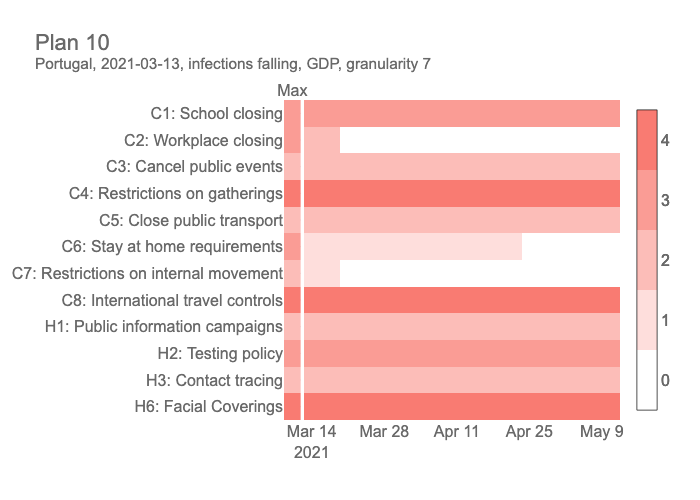 Plan 10
Portugal, 2021-03-13, infections falling, GDP, granularity 7
Max
C1: School closing
C2: Workplace closing
C3: Cancel public events
C4: Restrictions on gatherings
C5: Close public transport
C6: Stay at home requirements
C7: Restrictions on internal movement
C8: International travel controls
H1: Public information campaigns
H2: Testing policy
H3: Contact tracing
H6: Facial Coverings
Mar 14 Mar 28 Apr 11 Apr 25 May 9
2021
4
3
2
1
0